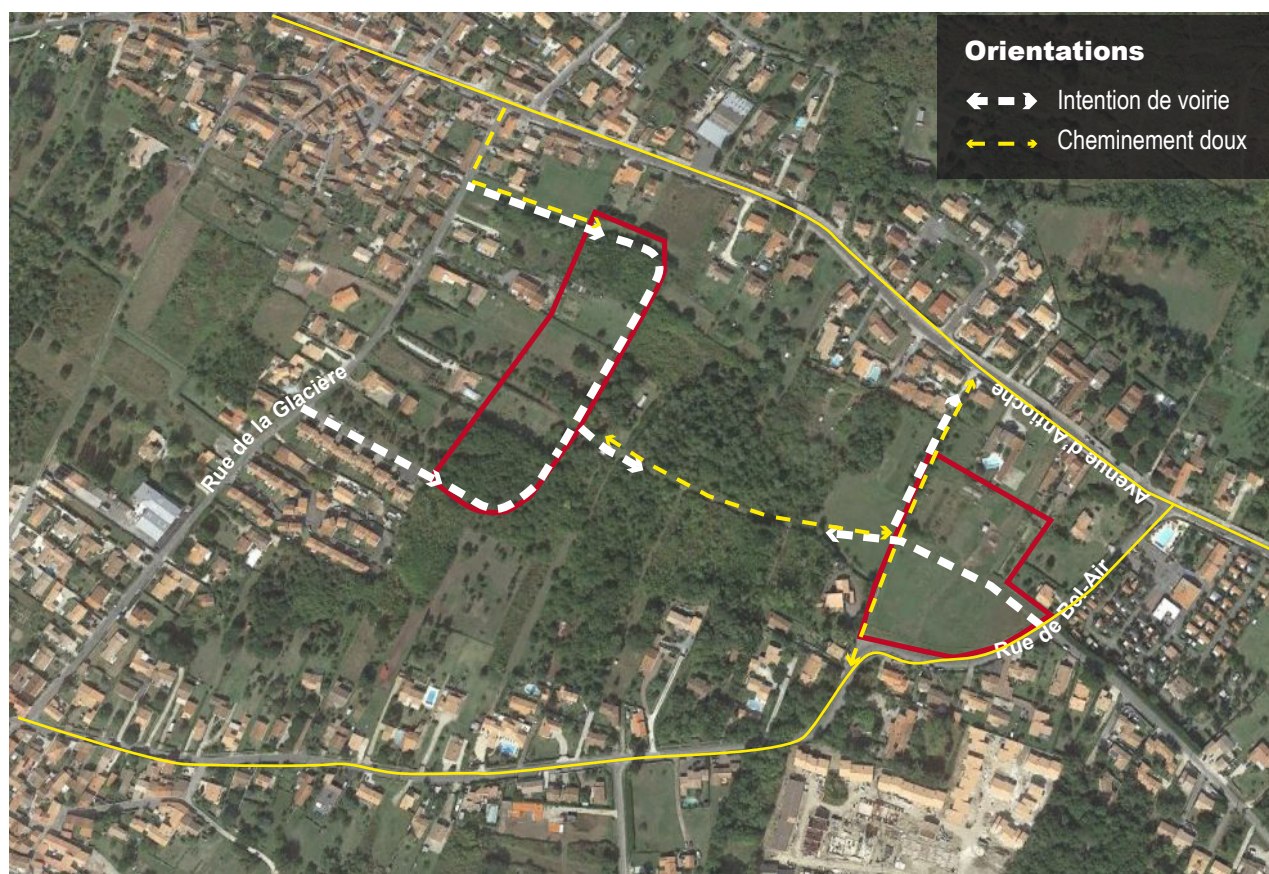 Orientations
Intention de voirie
Cheminement doux
Rue de la Glacière
Avenue d'Antioche
Rue de Bel-Air